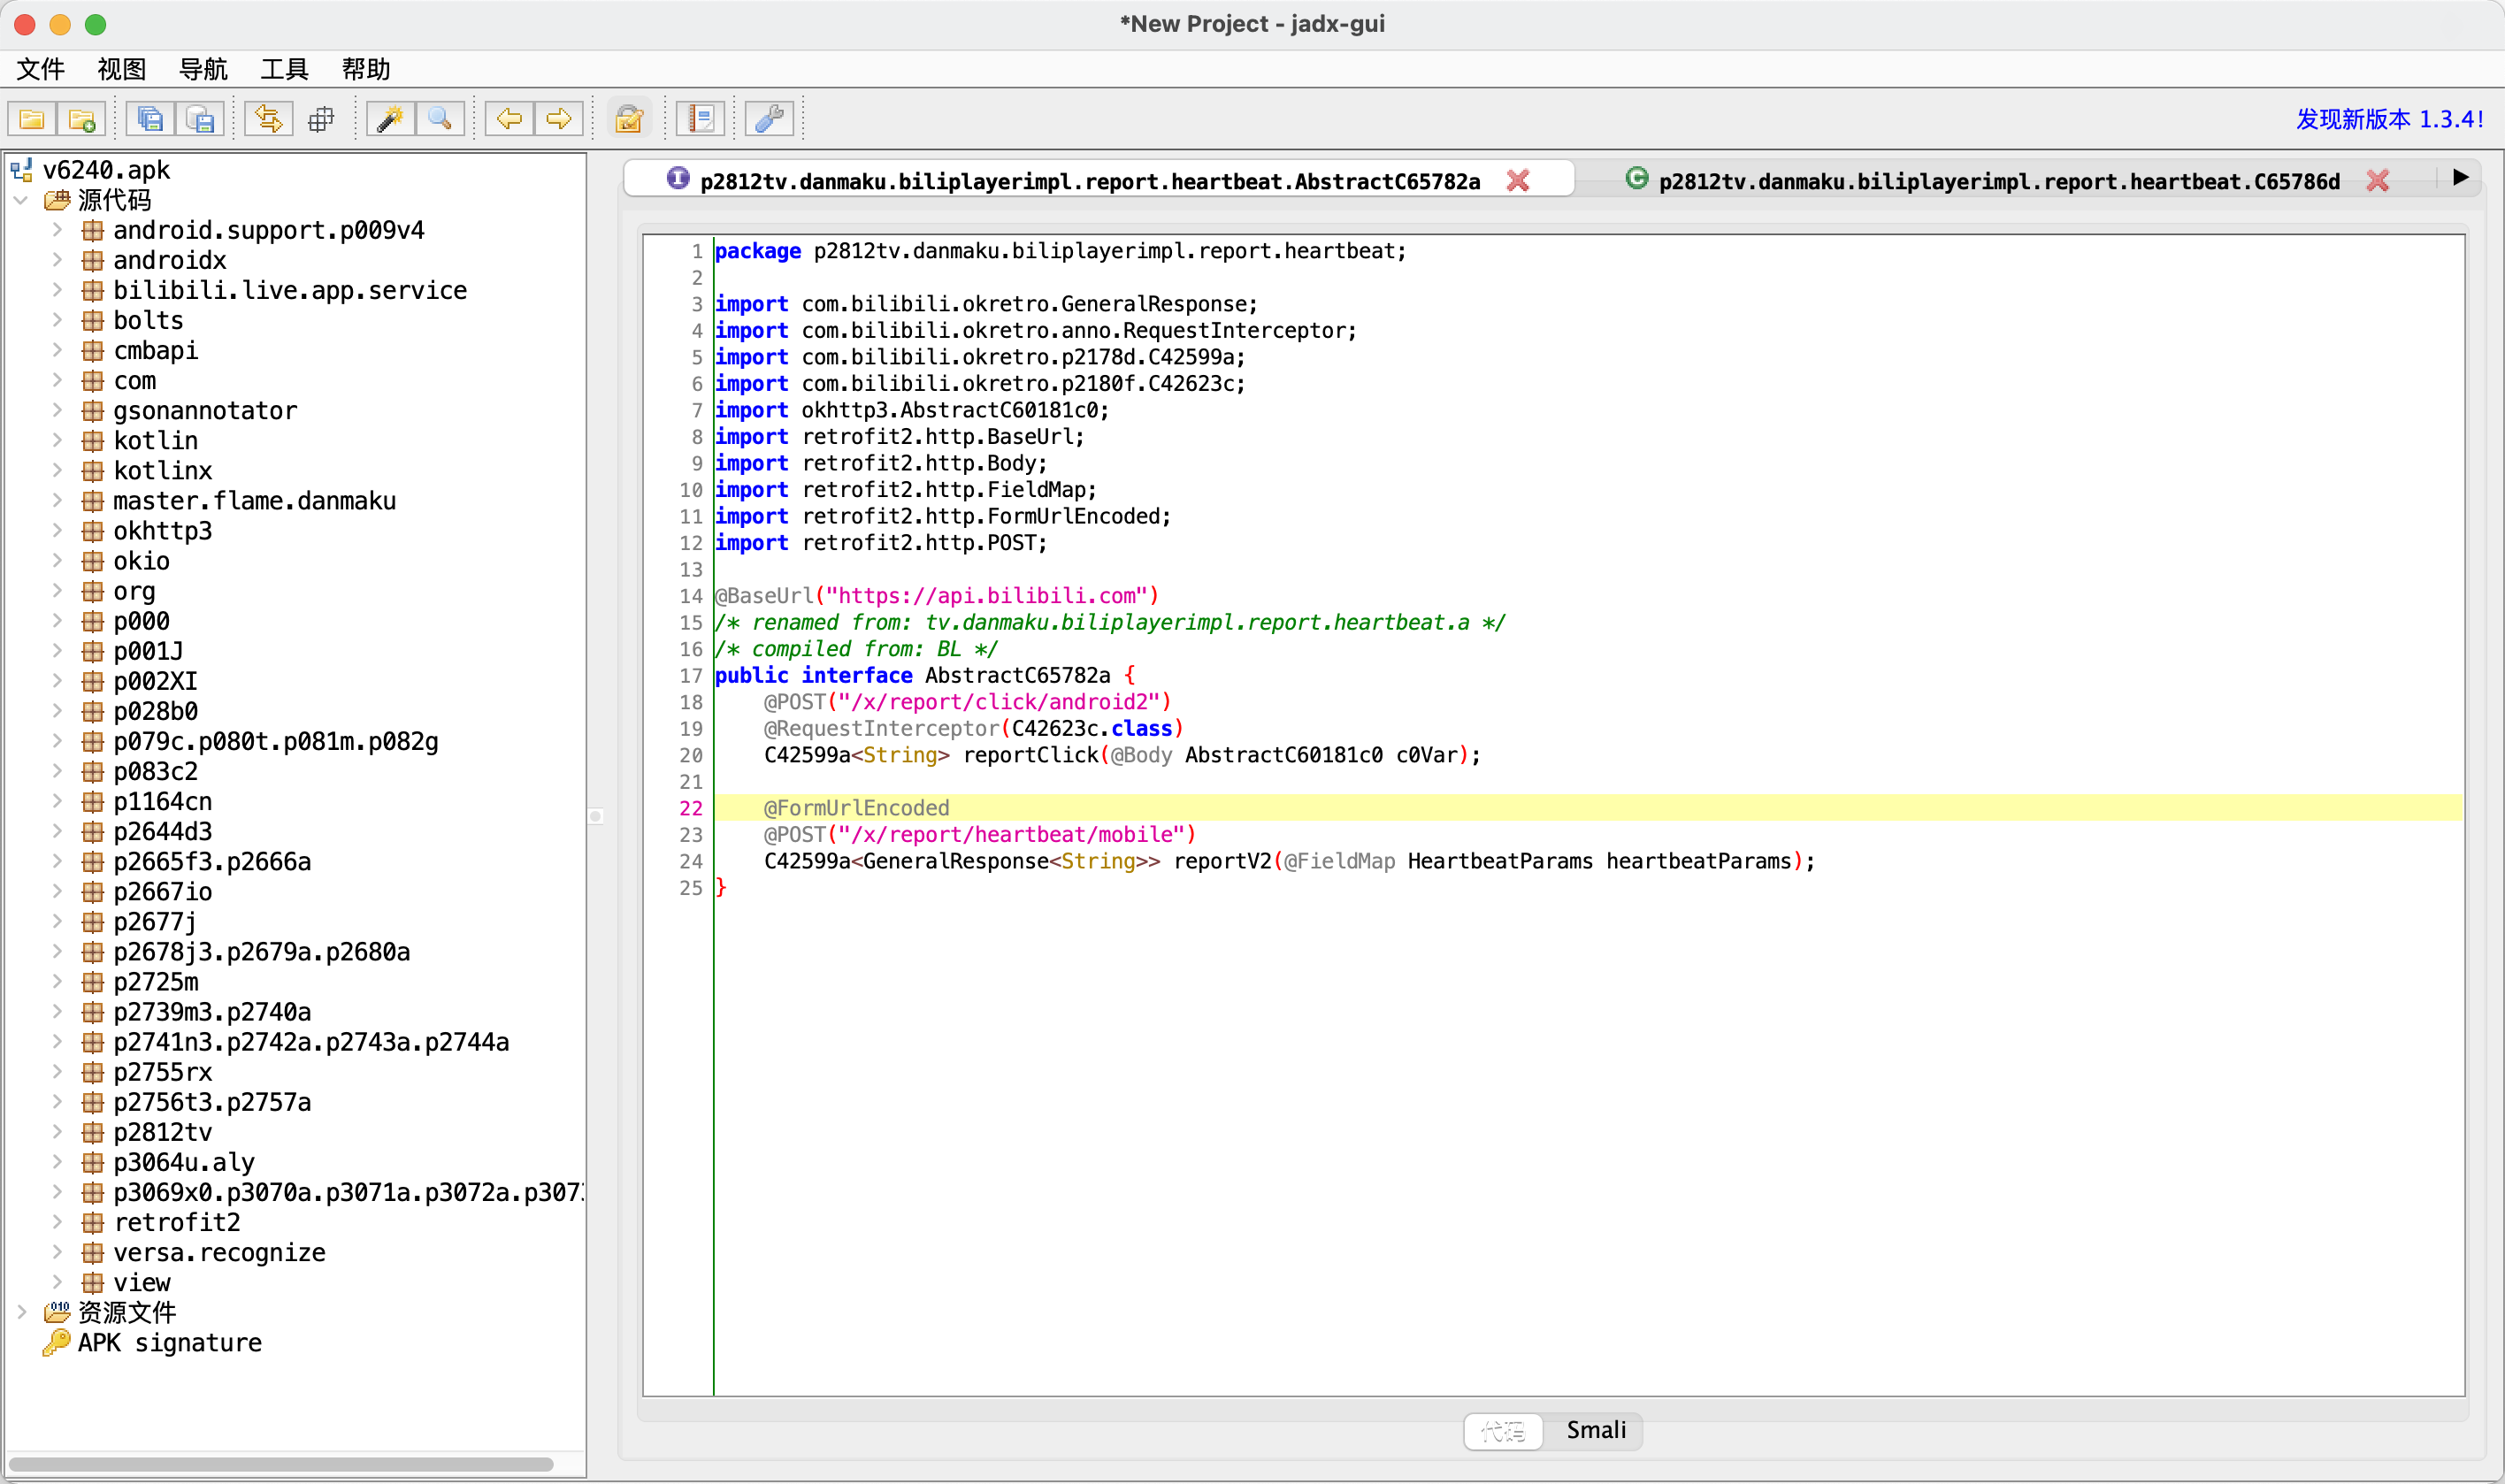 *New Project - jadx-gui
文件 视图 导航 工具 帮助
发现新版本 1.3.4!
v6240.apk
源代码
android.support.p009v4
androidx
bilibili.live.app.service
bolts
cmbapi
com
gsonannotator
kotlin
kotlinx
master.flame.danmaku
okhttp3
okio
org
p000
p001J
p002XI
p028b0
p079c.p080t.p081m.p082g
p083c2
p1164cn
p2644d3
p2665f3.p2666a
p2667io
p2677j
p2678j3.p2679a.p2680a
p2725m
p2739m3.p2740a
p2741n3.p2742a.p2743a.p2744a
p2755rx
p2756t3.p2757a
p2812tv
p3064u.aly
p3069x0.p3070a.p3071a.p3072a.p307
retrofit2
versa.recognize
view
资源文件
APK signature
p2812tv.danmaku.biliplayerimpl.report.heartbeat.AbstractC65782a
p2812tv.danmaku.biliplayerimpl.report.heartbeat.C65786d
1 package p2812tv.danmaku.biliplayerimpl.report.heartbeat;
2
3 import com.bilibili.okretro.GeneralResponse;
4 import com.bilibili.okretro.anno.RequestInterceptor;
5 import com.bilibili.okretro.p2178d.C42599a;
6 import com.bilibili.okretro.p2180f.C42623c;
7 import okhttp3.AbstractC60181c0;
8 import retrofit2.http.BaseUrl;
9 import retrofit2.http.Body;
10 import retrofit2.http.FieldMap;
11 import retrofit2.http.FormUrlEncoded;
12 import retrofit2.http.POST;
13
14 @BaseUrl("https://api.bilibili.com")
15 /* renamed from: tv.danmaku.biliplayerimpl.report.heartbeat.a */
16 /* compiled from: BL */
17 public interface AbstractC65782a {
18 @POST("/x/report/click/android2")
19 @RequestInterceptor(C42623c.class)
20 C42599a<String> reportClick(@Body AbstractC60181c0 c0Var);
21
22 @FormUrlEncoded
23 @POST("/x/report/heartbeat/mobile")
24 C42599a<GeneralResponse<String>> reportV2(@FieldMap HeartbeatParams heartbeatParams);
25 }
代码 Smali